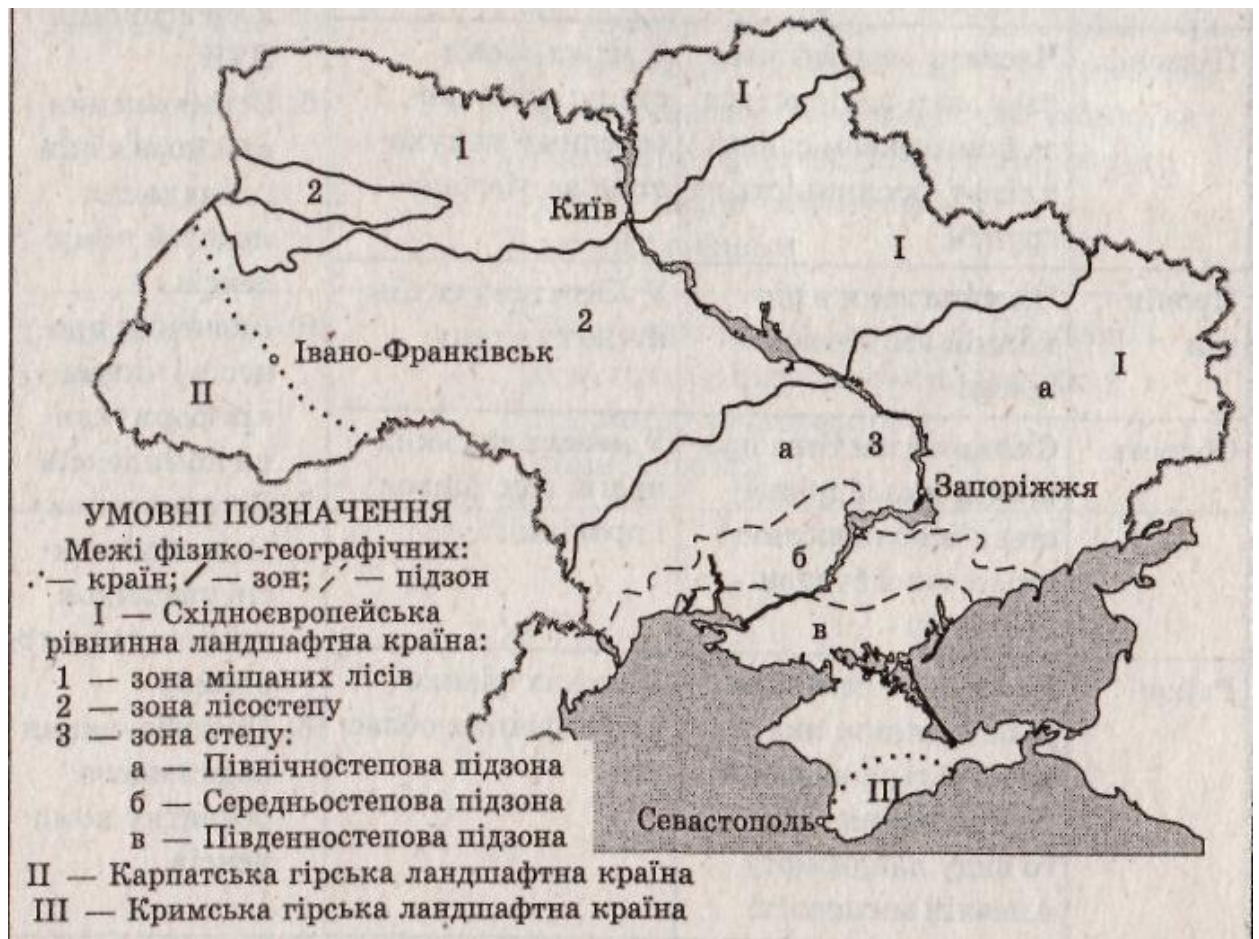 I
1
2
Київ
I
2
Івано-Франківськ
II
I
а
а
3
Запоріжжя
б
в
III
Севастополь
УМОВНІ ПОЗНАЧЕННЯ
Межі фізико-географічних:
— країн; — зон; — підзон
I — Східноєвропейська
рівнинна ландшафтна країна:
1 — зона мішаних лісів
2 — зона лісостепу
3 — зона степу:
а — Північностепова підзона
б — Середньостепова підзона
в — Південностепова підзона
II — Карпатська гірська ландшафтна країна
III — Кримська гірська ландшафтна країна